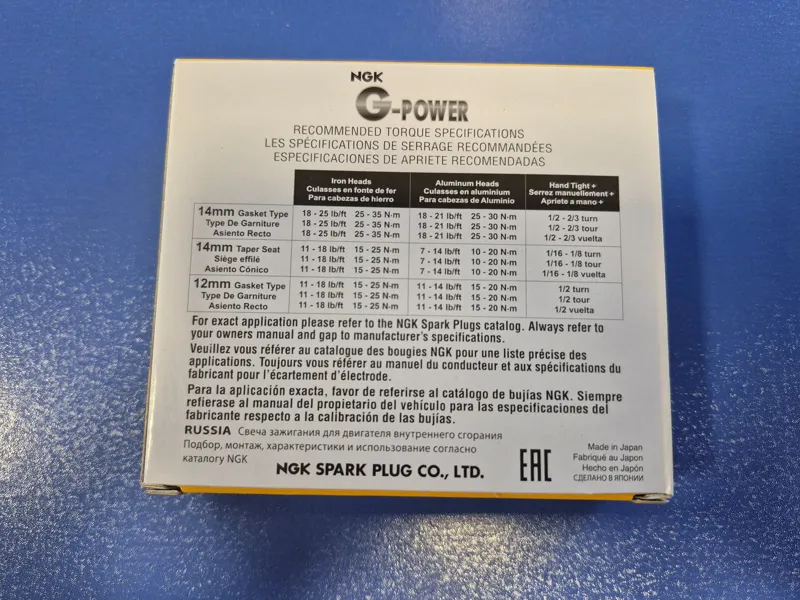 NGK
G-POWER
RECOMMENDED TORQUE SPECIFICATIONS
LES SPÉCIFICATIONS DE SERRAGE RECOMMANDÉES
ESPECIFICACIONES DE APRIETE RECOMENDADAS
Iron Heads Aluminum Heads Hand Tight +
Culasses en fonte de fer Culasses en aluminium Serrez manuellement +
Para cabezas de hierro Para cabezas de Aluminio Apriete a mano +
14mm Gasket Type 18 - 25 lb/ft 25 - 35 N-m 18 - 21 lb/ft 25 - 30 N-m 1/2 - 2/3 turn
Type De Garniture 18 - 25 lb/ft 25 - 35 N-m 18 - 21 lb/ft 25 - 30 N-m 1/2 - 2/3 tour
Asiento Recto 18 - 25 lb/ft 25 - 35 N-m 18 - 21 lb/ft 25 - 30 N-m 1/2 - 2/3 vuelta
14mm Taper Seat 11 - 18 lb/ft 15 - 25 N-m 7 - 14 lb/ft 10 - 20 N-m 1/16 - 1/8 turn
Siège effilé 11 - 18 lb/ft 15 - 25 N-m 7 - 14 lb/ft 10 - 20 N-m 1/16 - 1/8 tour
Asiento Cónico 11 - 18 lb/ft 15 - 25 N-m 7 - 14 lb/ft 10 - 20 N-m 1/16 - 1/8 vuelta
12mm Gasket Type 11 - 18 lb/ft 15 - 25 N-m 11 - 14 lb/ft 15 - 20 N-m 1/2 turn
Type De Garniture 11 - 18 lb/ft 15 - 25 N-m 11 - 14 lb/ft 15 - 20 N-m 1/2 tour
Asiento Recto 11 - 18 lb/ft 15 - 25 N-m 11 - 14 lb/ft 15 - 20 N-m 1/2 vuelta
For exact application please refer to the NGK Spark Plugs catalog. Always refer to
your owners manual and gap to manufacturer's specifications.
Veuillez vous référer au catalogue des bougies NGK pour une liste précise des
applications. Toujours vous référer au manuel du conducteur et aux spécifications du
fabricant pour l'écartement d'électrode.
Para la aplicación exacta, favor de referirse al catálogo de bujías NGK. Siempre
refierase al manual del propietario del vehículo para las especificaciones del
fabricante respecto a la calibración de las bujías.
RUSSIA Свеча зажигания для двигателя внутреннего сгорания
Подбор, монтаж, характеристики и использование согласно
каталогу NGK
NGK SPARK PLUG CO., LTD.
EAC
Made in Japan
Fabriqué au Japon
Hecho en Japón
СДЕЛАНО В ЯПОНИИ